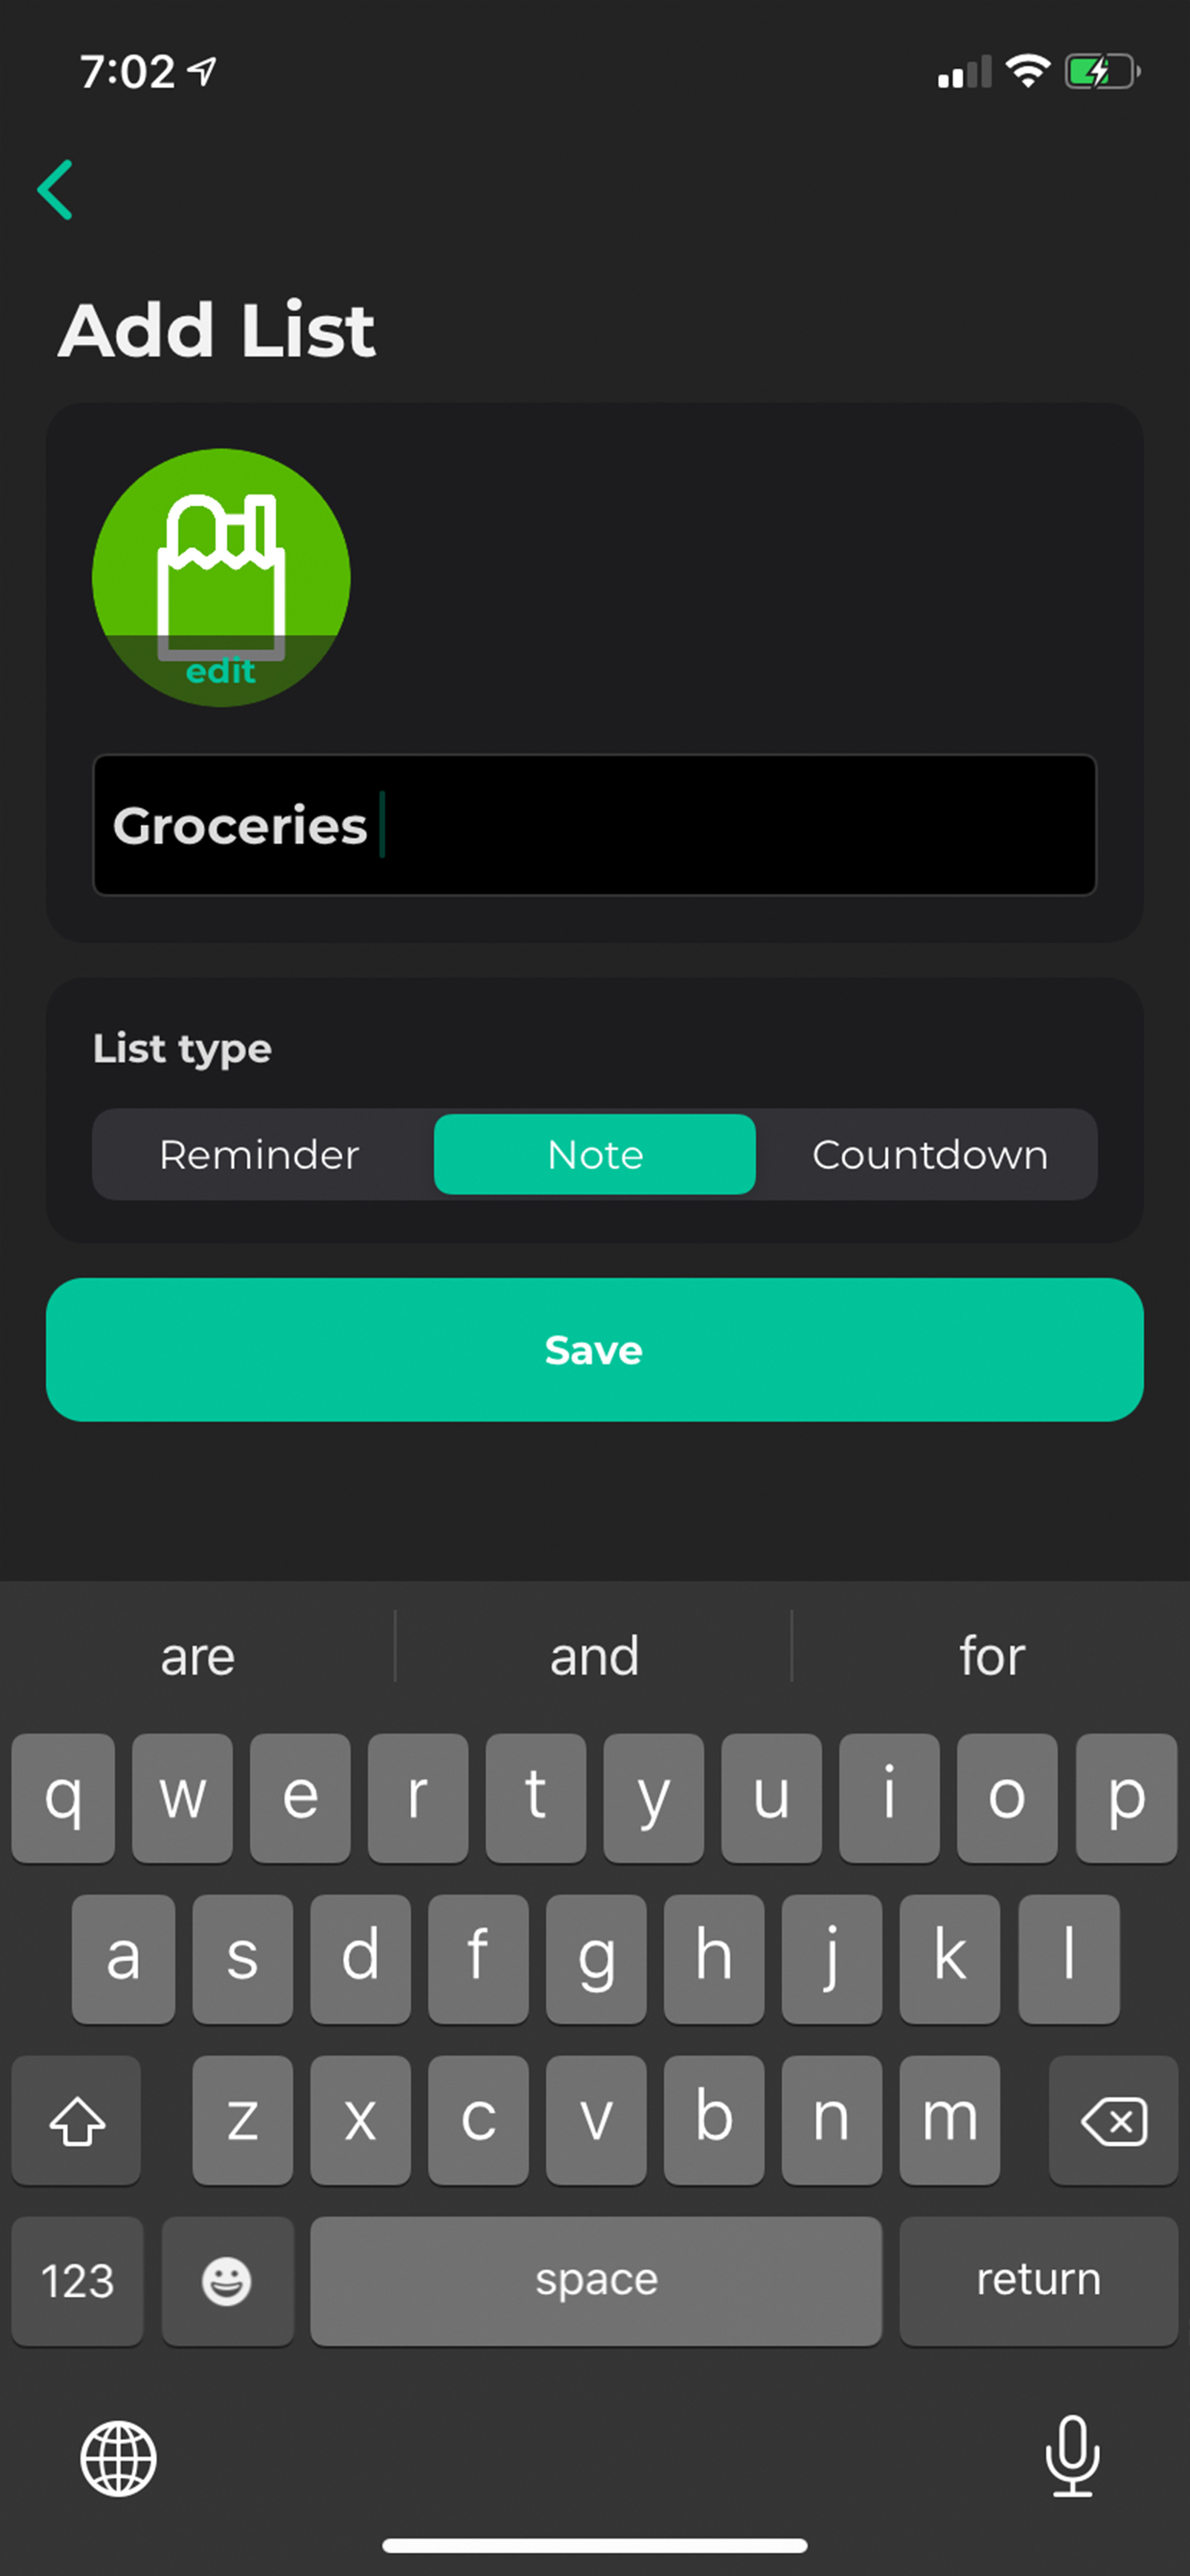 7:02
Add List
edit
Groceries
List type
Reminder Note Countdown
Save
are and for
q w e r t y u i o p
a s d f g h j k l
z x c v b n m
123 space return